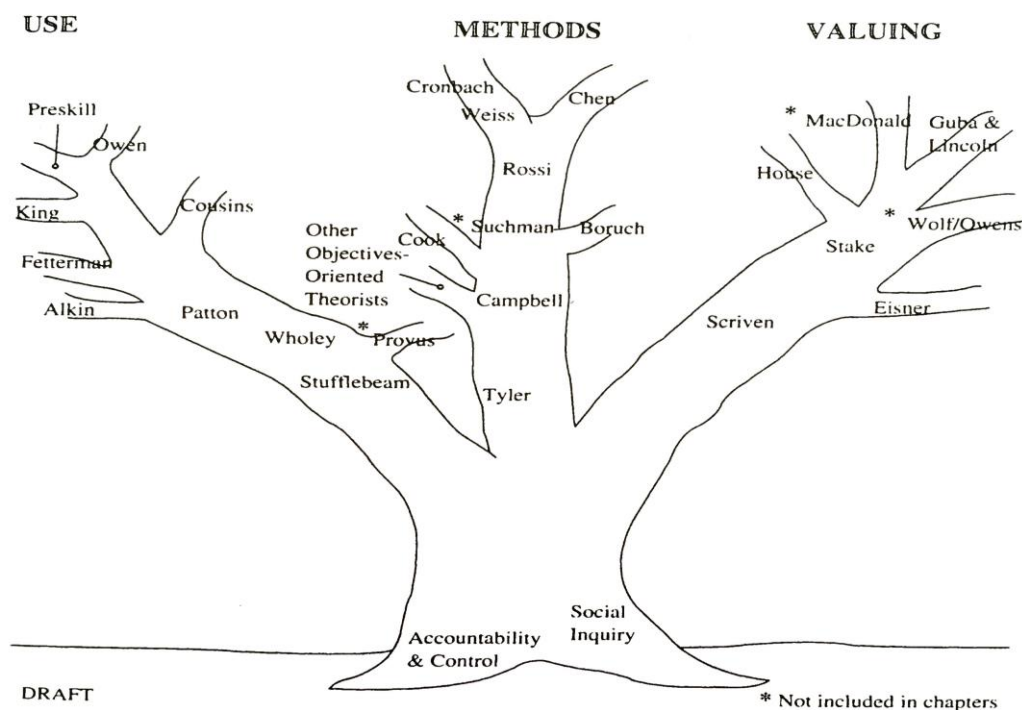 USE
METHODS
VALUING
Preskill
Owen
King
Cousins
Fetterman
Alkin
Patton
Wholey
* Provus
Stufflebeam
Other
Objectives-
Oriented
Theorists
Cronbach
Weiss
Chen
Rossi
* Suchman
Boruch
Cook
Campbell
Tyler
* MacDonald
Guba &
Lincoln
House
* Wolf/Owens
Stake
Eisner
Scriven
Accountability
& Control
Social
Inquiry
DRAFT
* Not included in chapters